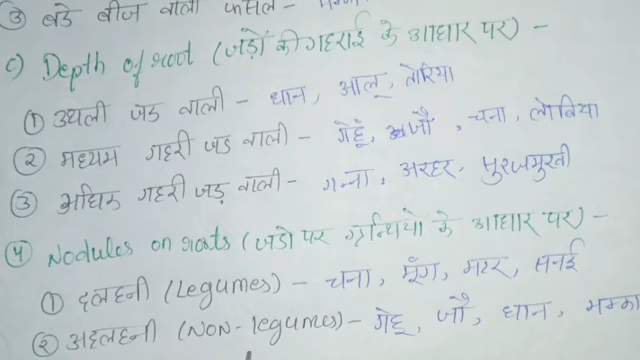 ③ बड़े बीज वाली फसल -
c) Depth of root (जड़ो की गहराई के आधार पर) -
① उथली जड वाली - धान, आलू, तोरिया
② मध्यम गहरी जड वाली - गेहूँ, जौ, चना, लोबिया
③ अधिक गहरी जड़ वाली - गन्ना, अरहर, सुरजमुखी
④ Nodules on roots (जडो पर ग्रन्थियो के आधार पर) -
① दलहनी (Legumes) - चना, मूँग, मटर, सनई
② अदलहनी (NON-legumes) - गेहू, जौ, धान, मक्का